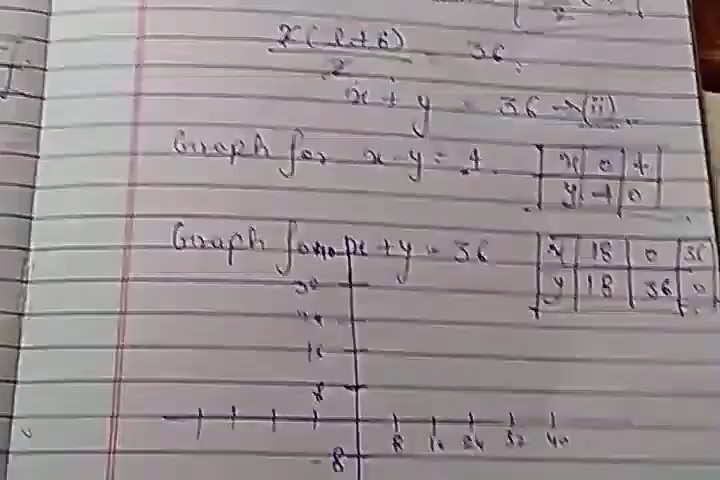 2(l+b) 36
2
x + y = 36 → (ii)
Graph for x - y = 4. x 0 4
y -4 0
Graph for x + y = 36 x 18 0 36
y 18 36 0
8
8 16 24 32 40
-8